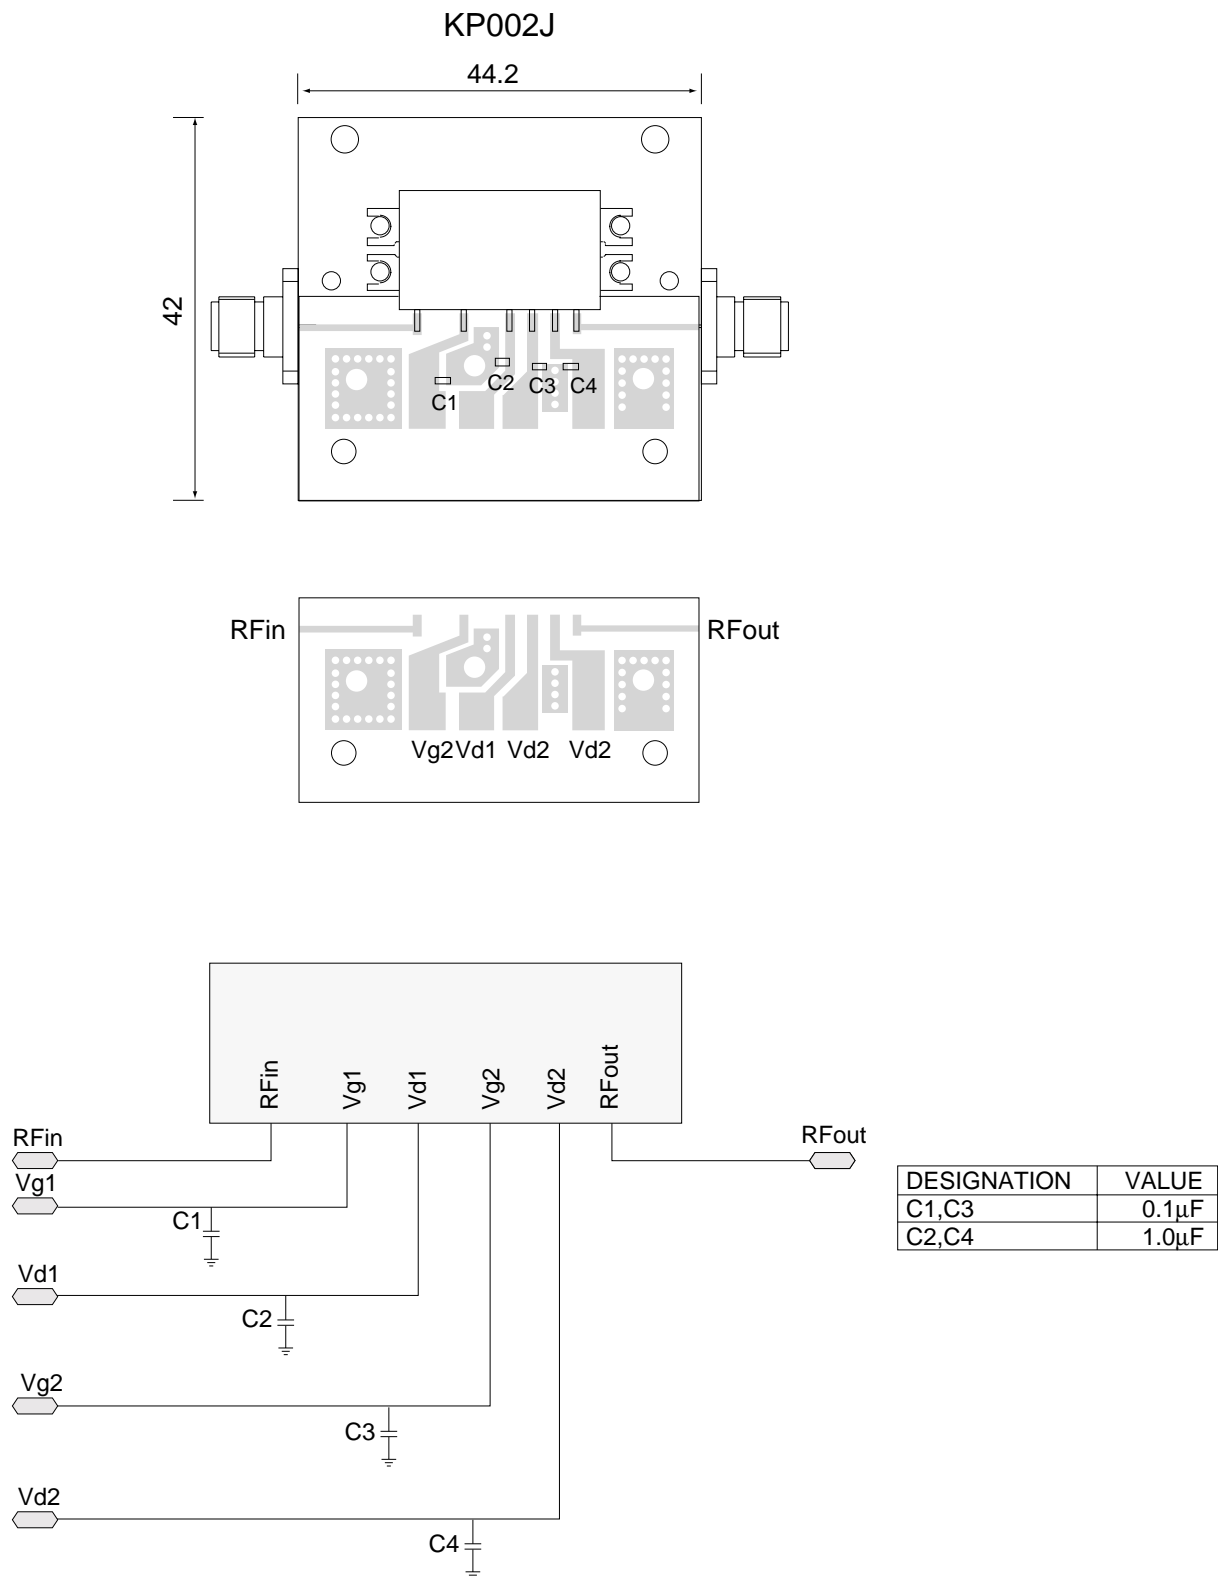 KP002J
44.2
42
C1
C2
C3
C4
RFin
RFout
Vg2
Vd1
Vd2
Vd2
RFin
Vg1
Vd1
Vg2
Vd2
RFout
RFin
RFout
Vg1
C1
Vd1
C2
Vg2
C3
Vd2
C4
DESIGNATION VALUE
C1,C3 0.1µF
C2,C4 1.0µF